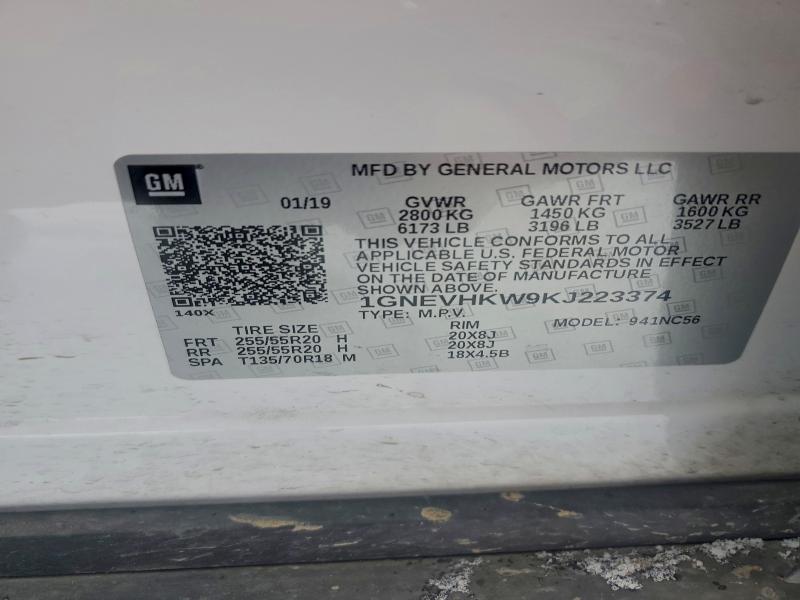 GM
MFD BY GENERAL MOTORS LLC
01/19 GVWR GAWR FRT GAWR RR
2800 KG 1450 KG 1600 KG
6173 LB 3196 LB 3527 LB
THIS VEHICLE CONFORMS TO ALL
APPLICABLE U.S. FEDERAL MOTOR
VEHICLE SAFETY STANDARDS IN EFFECT
ON THE DATE OF MANUFACTURE
SHOWN ABOVE.
1GNEVHKW9KJ223374
140X
TYPE: M.P.V. MODEL: 941NC56
TIRE SIZE RIM
FRT 255/55R20 H 20X8J
RR 255/55R20 H 20X8J
SPA T135/70R18 M 18X4.5B